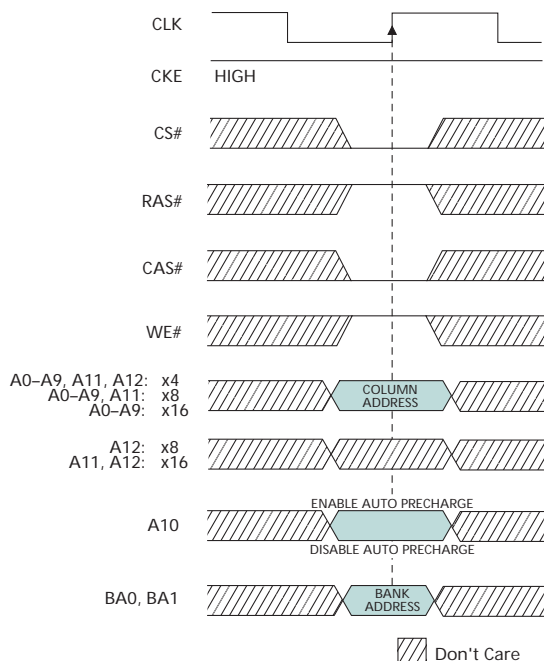 CLK
CKE HIGH
CS#
RAS#
CAS#
WE#
A0–A9, A11, A12: x4
A0–A9, A11: x8
A0–A9: x16
COLUMN
ADDRESS
A12: x8
A11, A12: x16
ENABLE AUTO PRECHARGE
A10
DISABLE AUTO PRECHARGE
BA0, BA1
BANK
ADDRESS
Don't Care